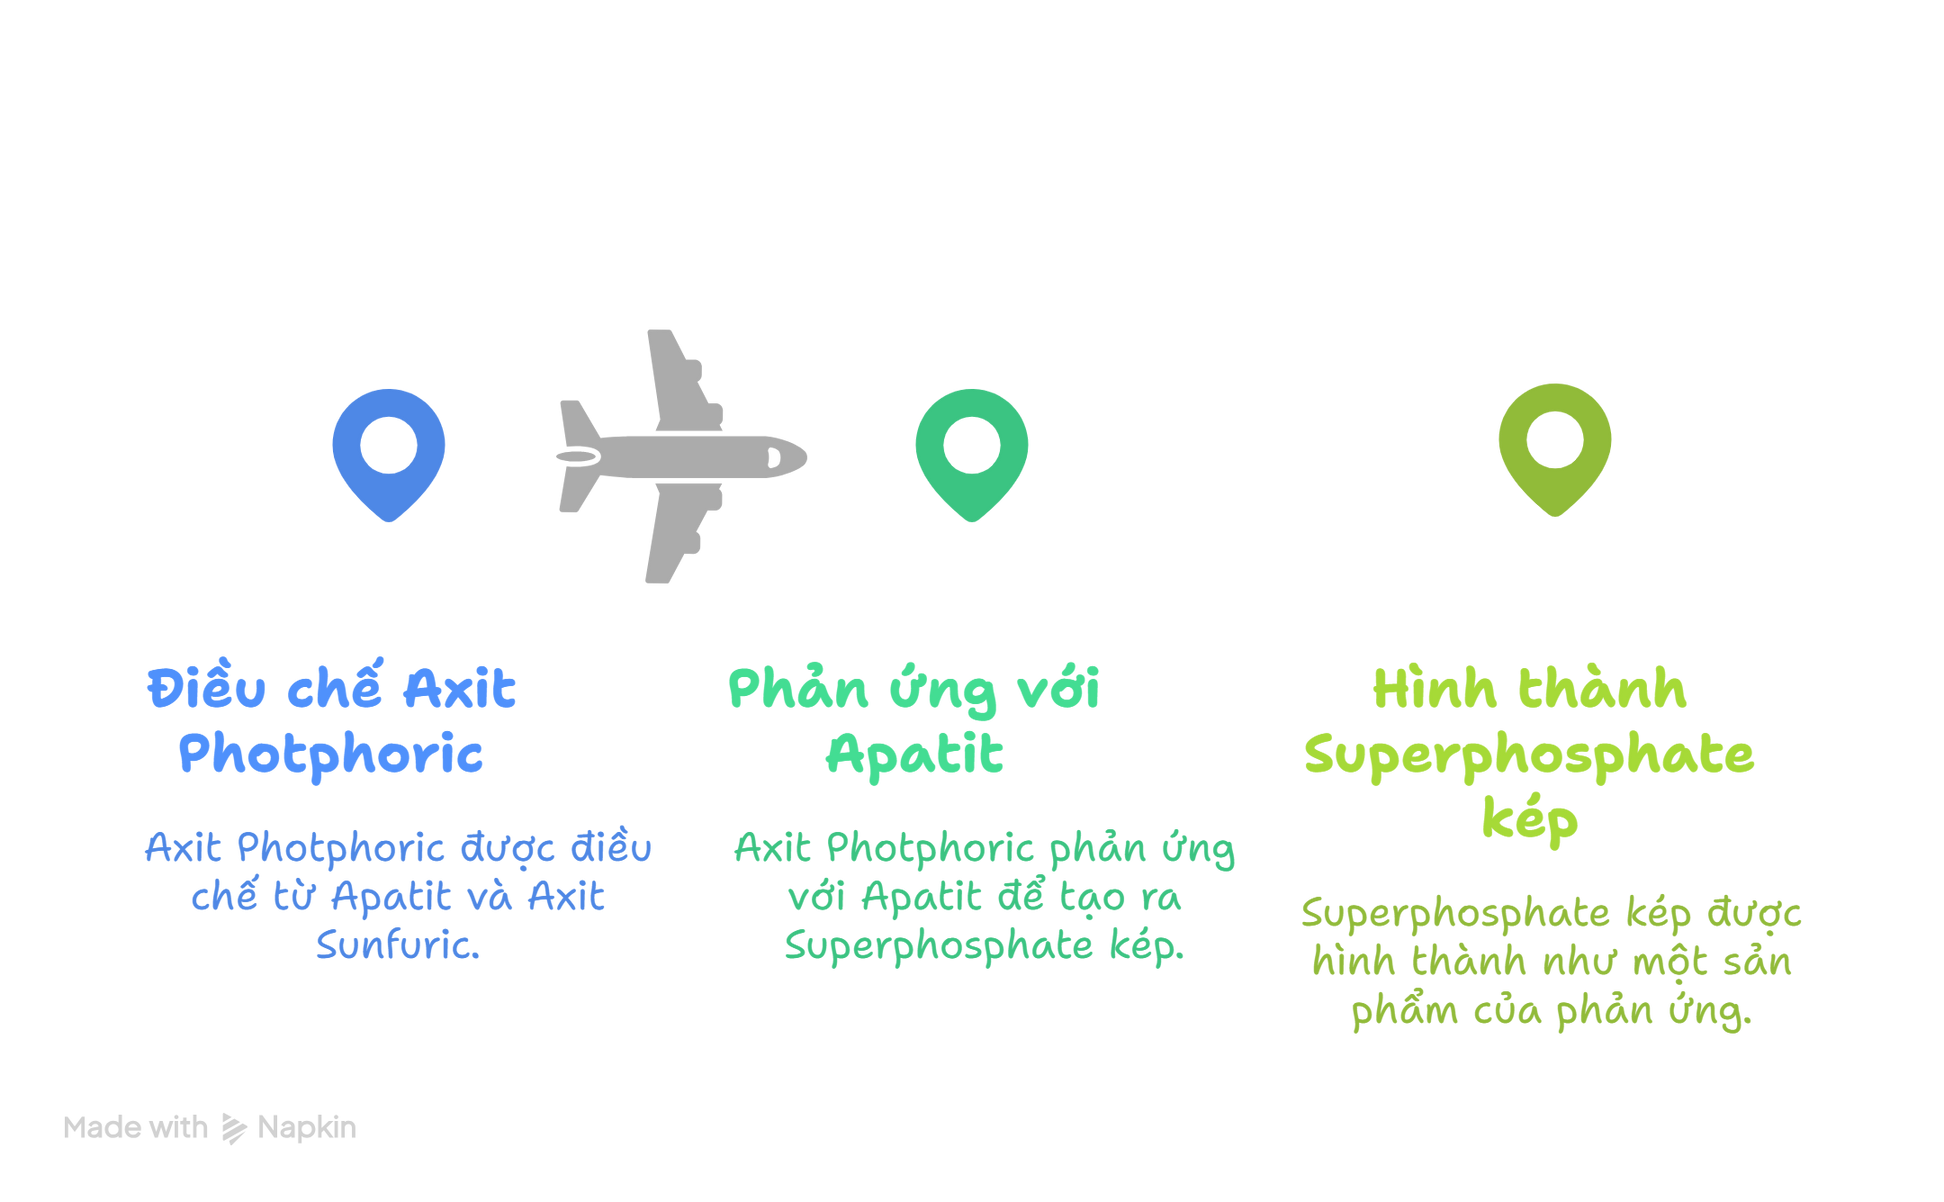 Điều chế Axit
Photphoric
Axit Photphoric được điều
chế từ Apatit và Axit
Sunfuric.
Phản ứng với
Apatit
Axit Photphoric phản ứng
với Apatit để tạo ra
Superphosphate kép.
Hình thành
Superphosphate
kép
Superphosphate kép được
hình thành như một sản
phẩm của phản ứng.
Made with Napkin